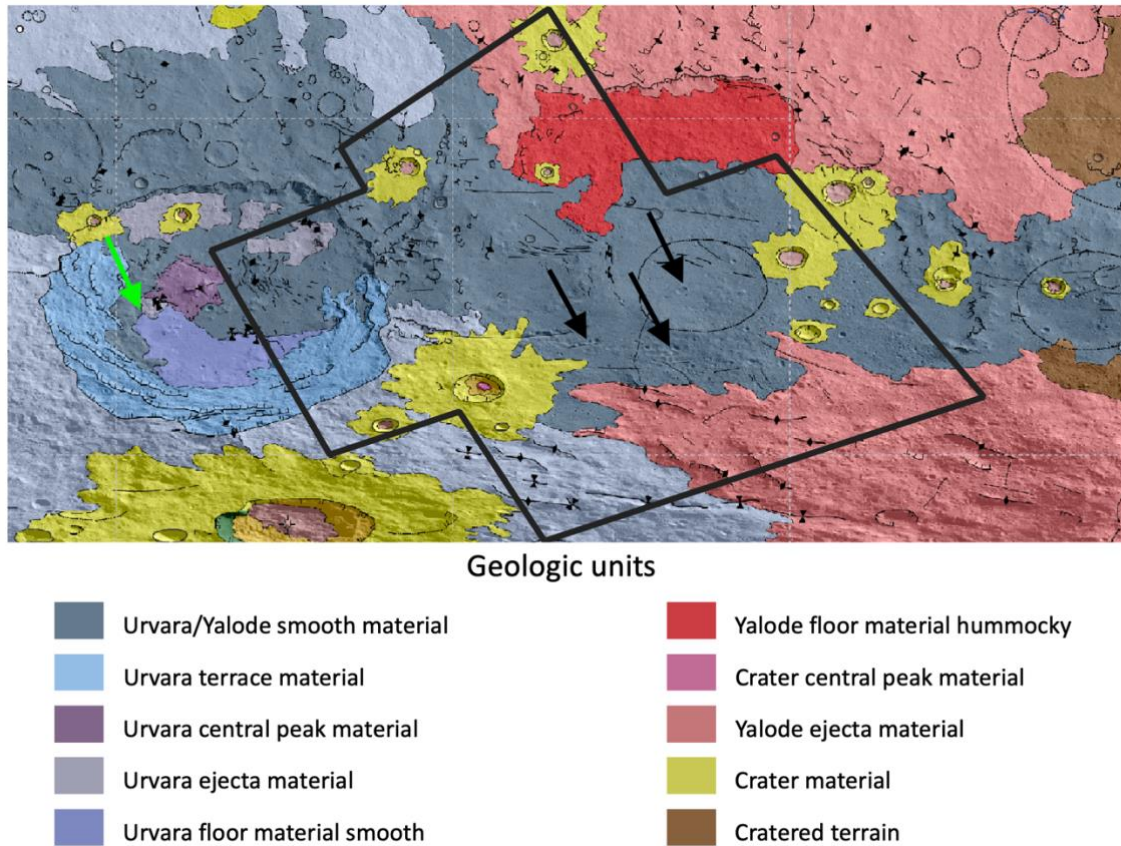 Geologic units
Urvara/Yalode smooth material
Urvara terrace material
Urvara central peak material
Urvara ejecta material
Urvara floor material smooth
Yalode floor material hummocky
Crater central peak material
Yalode ejecta material
Crater material
Cratered terrain